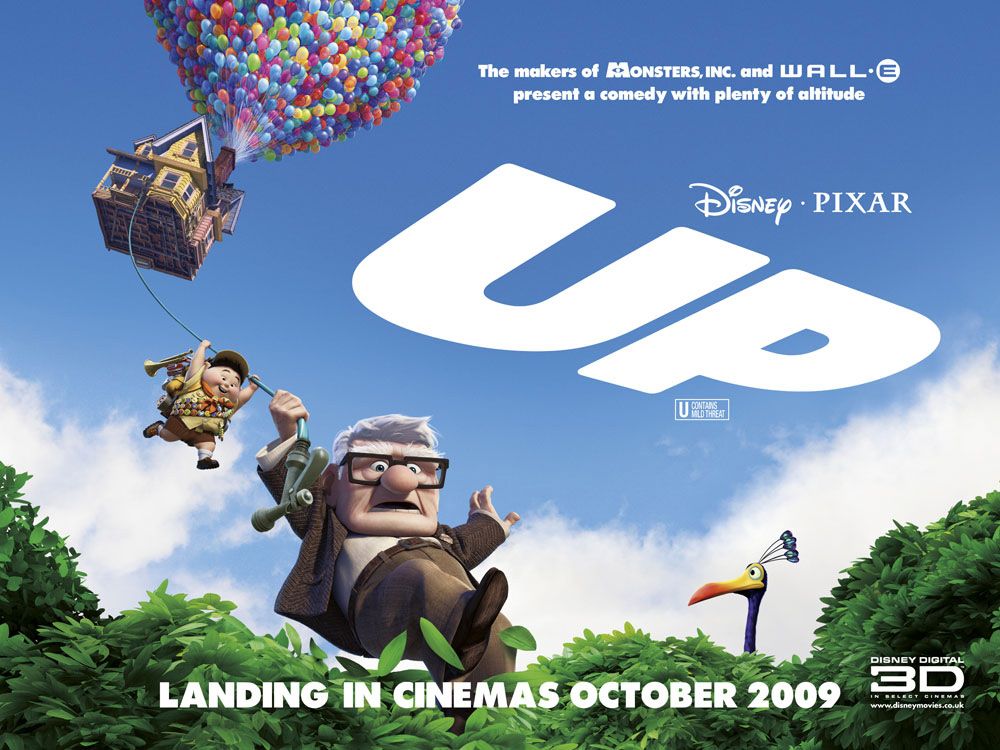 The makers of MONSTERS, INC. and WALL·E
present a comedy with plenty of altitude
DISNEY · PIXAR
UP
U CONTAINS
MILD THREAT
DISNEY DIGITAL
3D
IN SELECT CINEMAS
www.disneymovies.co.uk
LANDING IN CINEMAS OCTOBER 2009